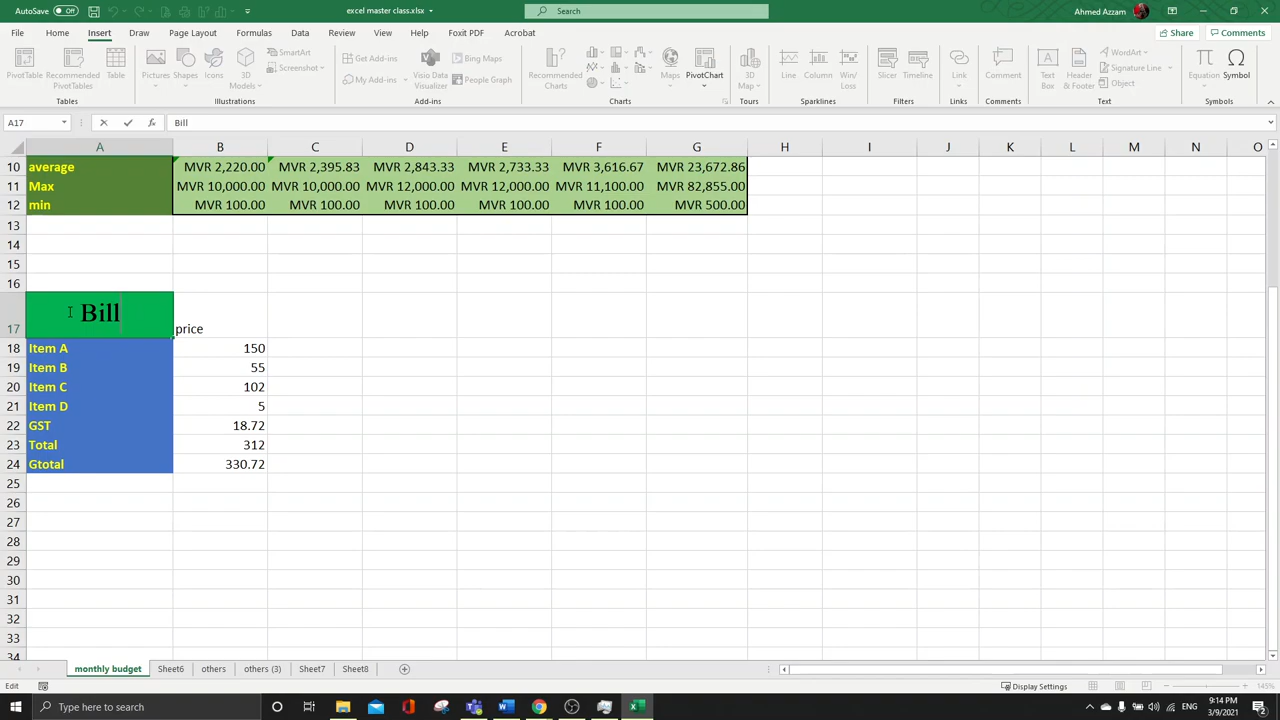 AutoSave Off excel master class.xlsx Search Ahmed Azzam
File Home Insert Draw Page Layout Formulas Data Review View Help Foxit PDF Acrobat Share Comments
PivotTable Recommended PivotTables Table Pictures Shapes Icons 3D Models SmartArt Screenshot Get Add-ins My Add-ins Visio Data Visualizer Bing Maps People Graph Recommended Charts Maps PivotChart 3D Map Line Column Win/Loss Slicer Timeline Link Comment Text Box Header & Footer WordArt Signature Line Object Equation Symbol
Tables Illustrations Add-ins Charts Tours Sparklines Filters Links Comments Text Symbols
A17 fx Bill
A B C D E F G H I J K L M N O
10 average MVR 2,220.00 MVR 2,395.83 MVR 2,843.33 MVR 2,733.33 MVR 3,616.67 MVR 23,672.86
11 Max MVR 10,000.00 MVR 10,000.00 MVR 12,000.00 MVR 12,000.00 MVR 11,100.00 MVR 82,855.00
12 min MVR 100.00 MVR 100.00 MVR 100.00 MVR 100.00 MVR 100.00 MVR 500.00
13
14
15
16
17 Bill price
18 Item A 150
19 Item B 55
20 Item C 102
21 Item D 5
22 GST 18.72
23 Total 312
24 Gtotal 330.72
25
26
27
28
29
30
31
32
33
34
monthly budget Sheet6 others others (3) Sheet7 Sheet8
Edit Display Settings 145%
Type here to search 9:14 PM
3/9/2021